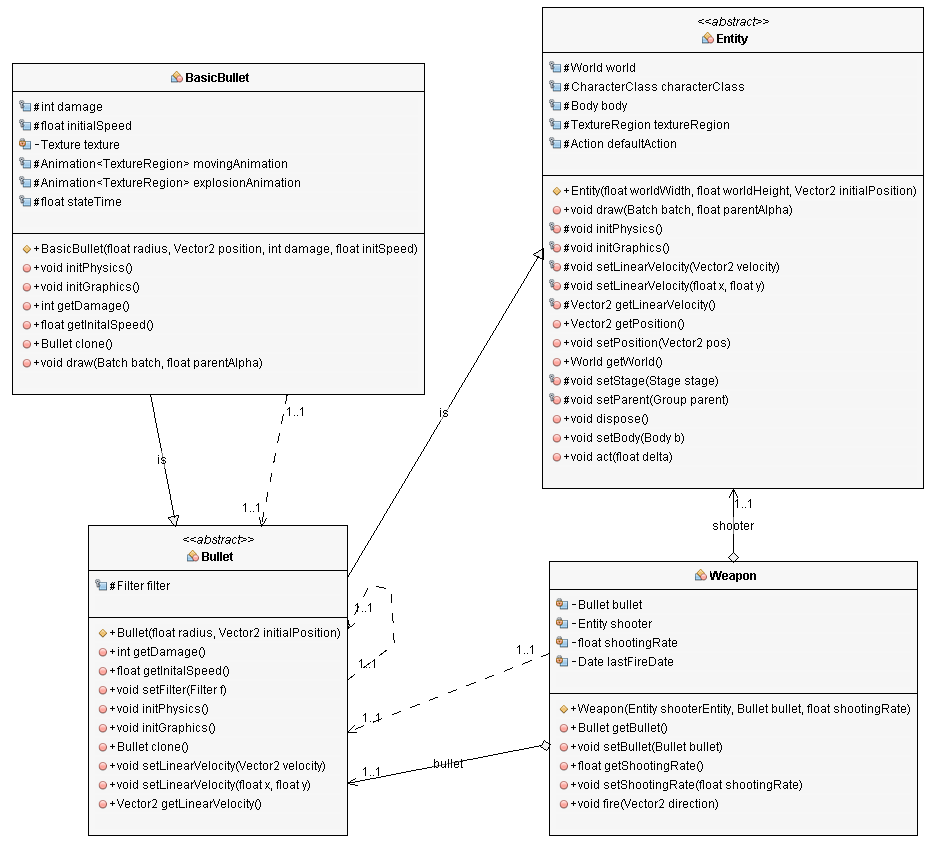 BasicBullet
#int damage
#float initialSpeed
-Texture texture
#Animation<TextureRegion> movingAnimation
#Animation<TextureRegion> explosionAnimation
#float stateTime
+BasicBullet(float radius, Vector2 position, int damage, float initSpeed)
+void initPhysics()
+void initGraphics()
+int getDamage()
+float getInitalSpeed()
+Bullet clone()
+void draw(Batch batch, float parentAlpha)
<<abstract>>
Entity
#World world
#CharacterClass characterClass
#Body body
#TextureRegion textureRegion
#Action defaultAction
+Entity(float worldWidth, float worldHeight, Vector2 initialPosition)
+void draw(Batch batch, float parentAlpha)
#void initPhysics()
#void initGraphics()
#void setLinearVelocity(Vector2 velocity)
#void setLinearVelocity(float x, float y)
#Vector2 getLinearVelocity()
+Vector2 getPosition()
+void setPosition(Vector2 pos)
+World getWorld()
#void setStage(Stage stage)
#void setParent(Group parent)
+void dispose()
+void setBody(Body b)
+void act(float delta)
is
1..1
1..1
is
1..1
shooter
<<abstract>>
Bullet
#Filter filter
+Bullet(float radius, Vector2 initialPosition)
+int getDamage()
+float getInitalSpeed()
+void setFilter(Filter f)
+void initPhysics()
+void initGraphics()
+Bullet clone()
+void setLinearVelocity(Vector2 velocity)
+void setLinearVelocity(float x, float y)
+Vector2 getLinearVelocity()
1..1
1..1
1..1
1..1
1..1
bullet
Weapon
-Bullet bullet
-Entity shooter
-float shootingRate
-Date lastFireDate
+Weapon(Entity shooterEntity, Bullet bullet, float shootingRate)
+Bullet getBullet()
+void setBullet(Bullet bullet)
+float getShootingRate()
+void setShootingRate(float shootingRate)
+void fire(Vector2 direction)